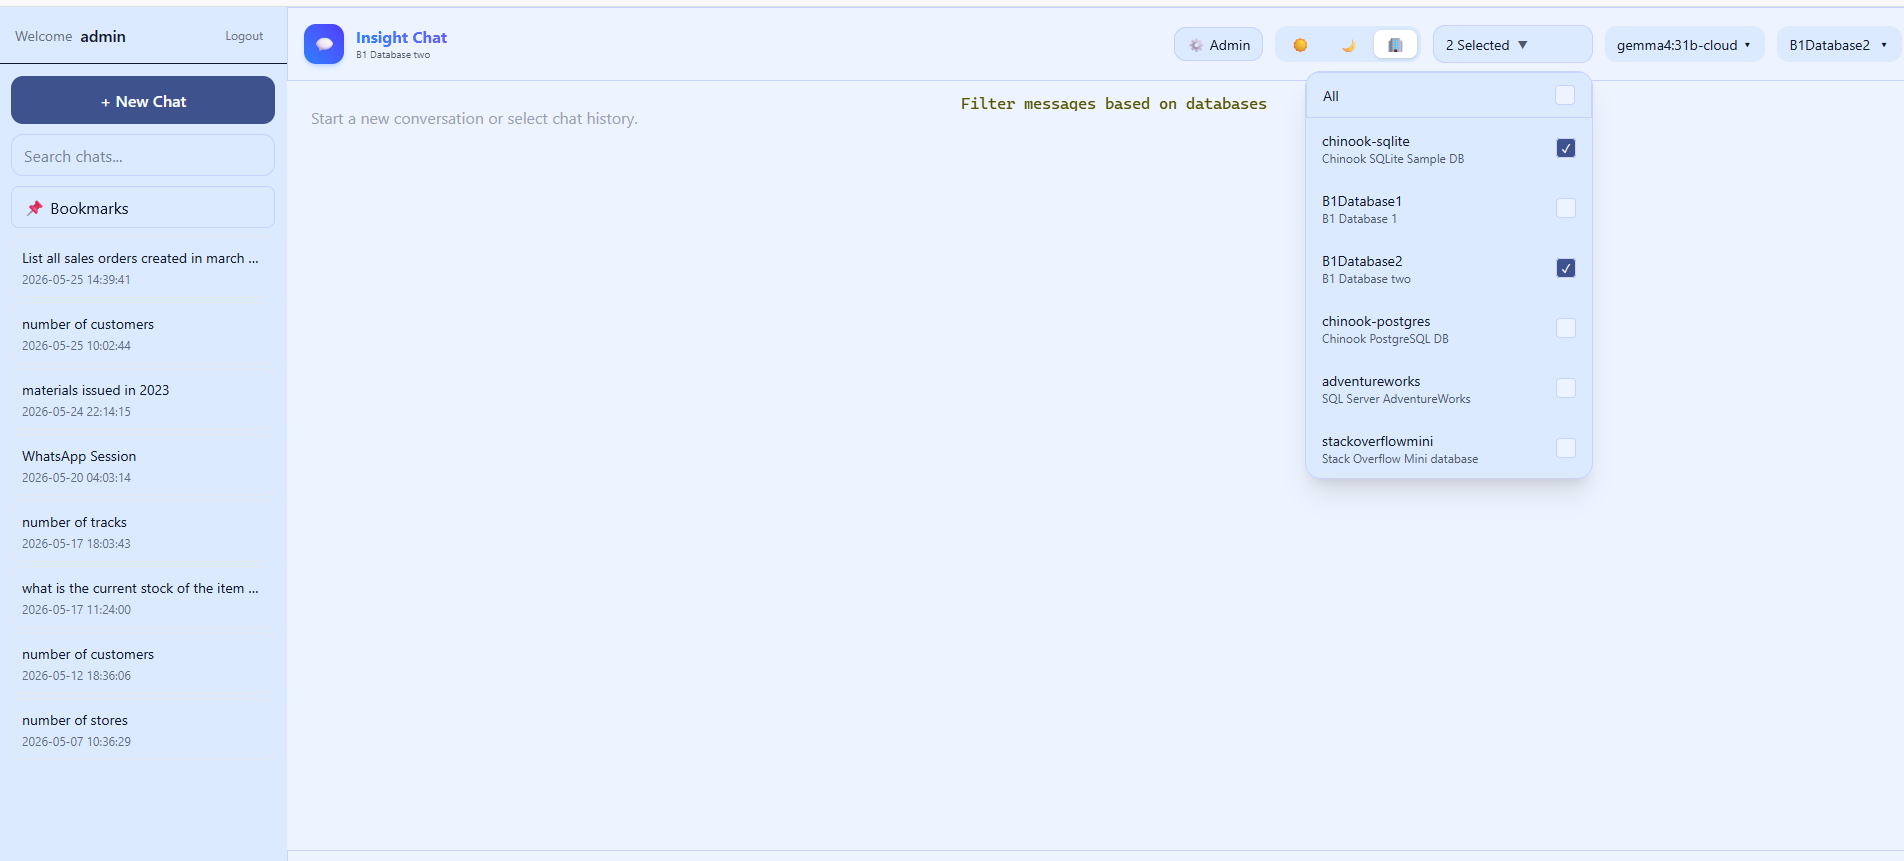 Welcome admin
Logout
+ New Chat
Search chats...
Bookmarks
List all sales orders created in march ...
2026-05-25 14:39:41
number of customers
2026-05-25 10:02:44
materials issued in 2023
2026-05-24 22:14:15
WhatsApp Session
2026-05-20 04:03:14
number of tracks
2026-05-17 18:03:43
what is the current stock of the item ...
2026-05-17 11:24:00
number of customers
2026-05-12 18:36:06
number of stores
2026-05-07 10:36:29
Insight Chat
B1 Database two
Admin
2 Selected ▼
gemma4:31b-cloud ▾
B1Database2 ▾
Start a new conversation or select chat history.
Filter messages based on databases
All
chinook-sqlite
Chinook SQLite Sample DB
B1Database1
B1 Database 1
B1Database2
B1 Database two
chinook-postgres
Chinook PostgreSQL DB
adventureworks
SQL Server AdventureWorks
stackoverflowmini
Stack Overflow Mini database